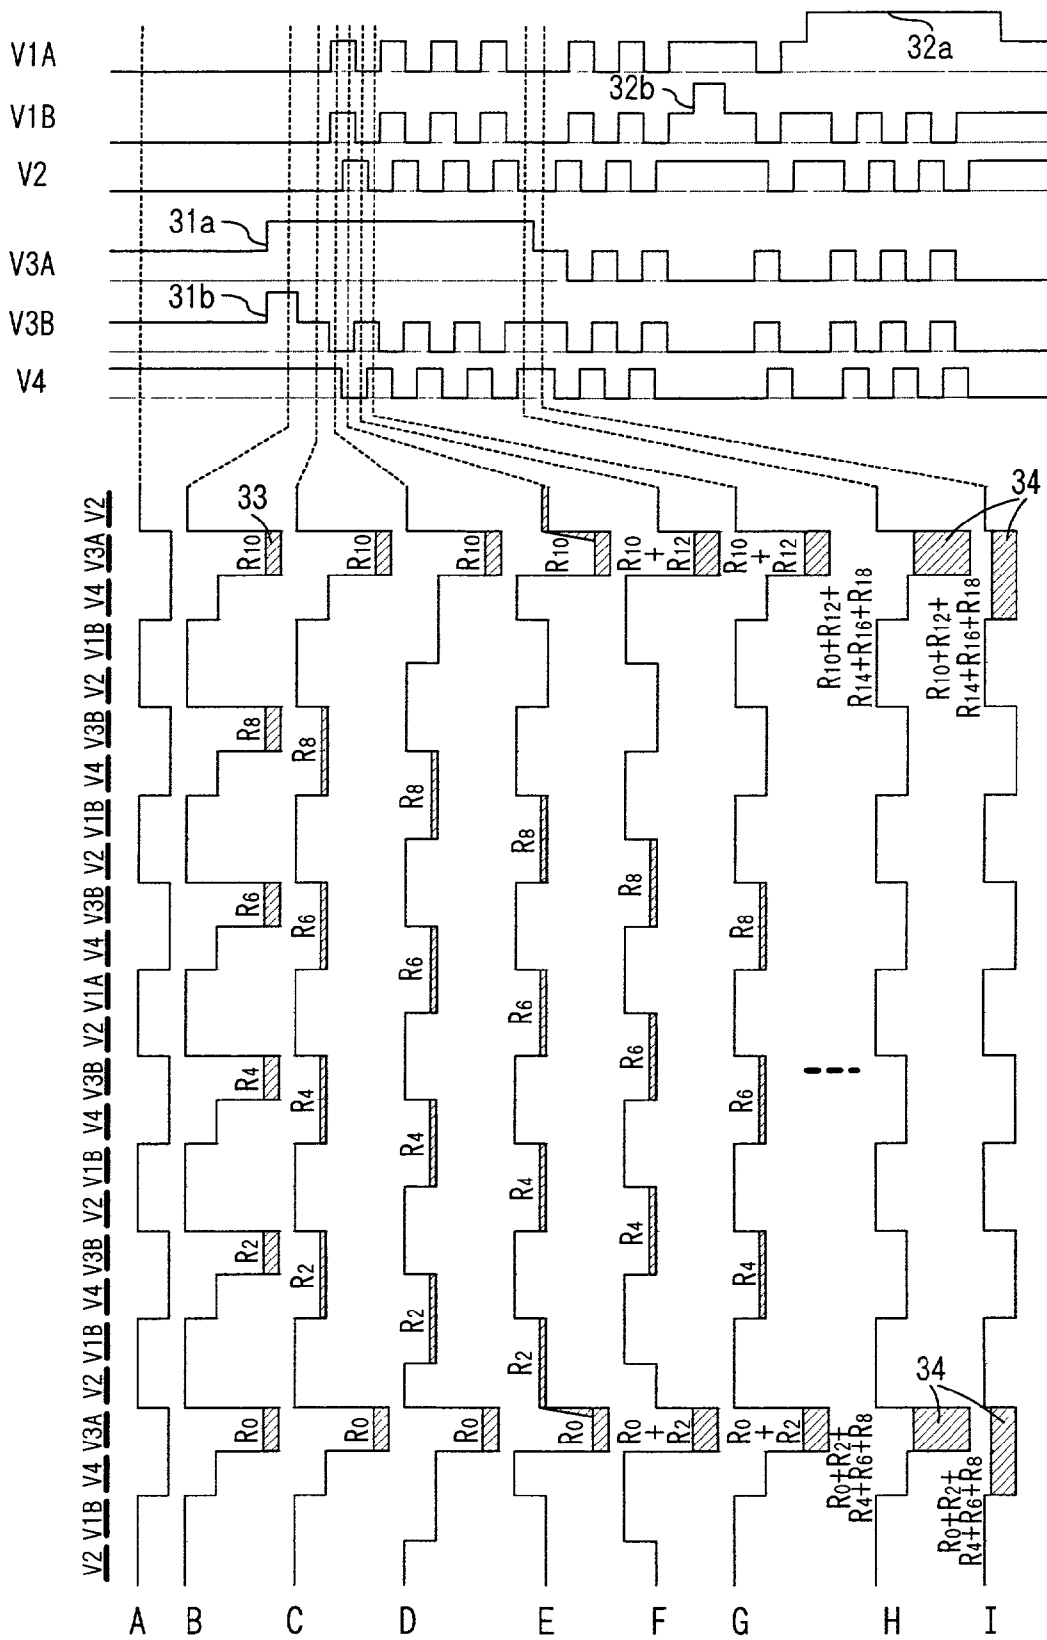 V1A
32a
32b
V1B
V2
31a
V3A
31b
V3B
V4
V2
V3A
V4
V1B
V2
V3B
V4
V1B
V2
V3B
V4
V1A
V2
V3B
V4
V1B
V2
V3B
V4
V1B
V2
V3A
V4
V1B
V2
33
34
R10
R10
R10
R10
R10 + R12
R10 + R12
R10+R12+
R14+R16+R18
R10+R12+
R14+R16+R18
R8
R8
R8
R8
R8
R8
R6
R6
R6
R6
R6
R6
R4
R4
R4
R4
R4
R4
R2
R2
R2
R2
34
R0
R0
R0
R0
R0 + R2
R0 + R2
R0+R2+
R4+R6+R8
R0+R2+
R4+R6+R8
A B C D E F G H I